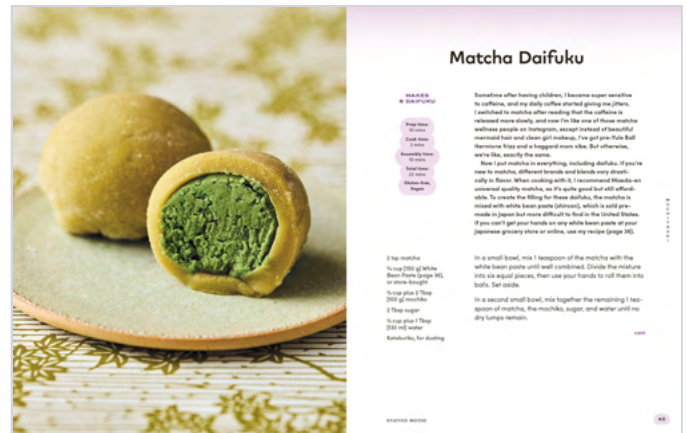 Matcha Daifuku
MAKES
6 DAIFUKU
Prep time:
10 mins
Cook time:
2 mins
Assembly time:
10 mins
Total time:
22 mins
Gluten-free,
Vegan
Sometime after having children, I became super sensitive
to caffeine, and my daily coffee started giving me jitters.
I switched to matcha after reading that the caffeine is
released more slowly, and now I'm like one of those matcha
wellness people on Instagram, except instead of beautiful
mermaid hair and clean girl makeup, I've got pre-Yule Ball
Hermione frizz and a haggard mom vibe. But otherwise,
we're like, exactly the same.
Now I put matcha in everything, including daifuku. If you're
new to matcha, different brands and blends vary drasti-
cally in flavor. When cooking with it, I recommend Maeda-en
universal quality matcha, as it's quite good but still afford-
able. To create the filling for these daifuku, the matcha is
mixed with white bean paste (shiroan), which is sold pre-
made in Japan but more difficult to find in the United States.
If you can't get your hands on any white bean paste at your
Japanese grocery store or online, use my recipe (page 36).
2 tsp matcha
Bean Paste (page 36),
or store-bought
[100 g] mochiko
2 Tbsp sugar
¾ cup plus 1 Tbsp
water
Katakuriko, for dusting
In a small bowl, mix 1 teaspoon of the matcha with the
white bean paste until well combined. Divide the mixture
into six equal pieces, then use your hands to roll them into
balls. Set aside.
In a second small bowl, mix together the remaining 1 tea-
spoon of matcha, the mochiko, sugar, and water until no
dry lumps remain.
cont.
STUFFED MOCHI